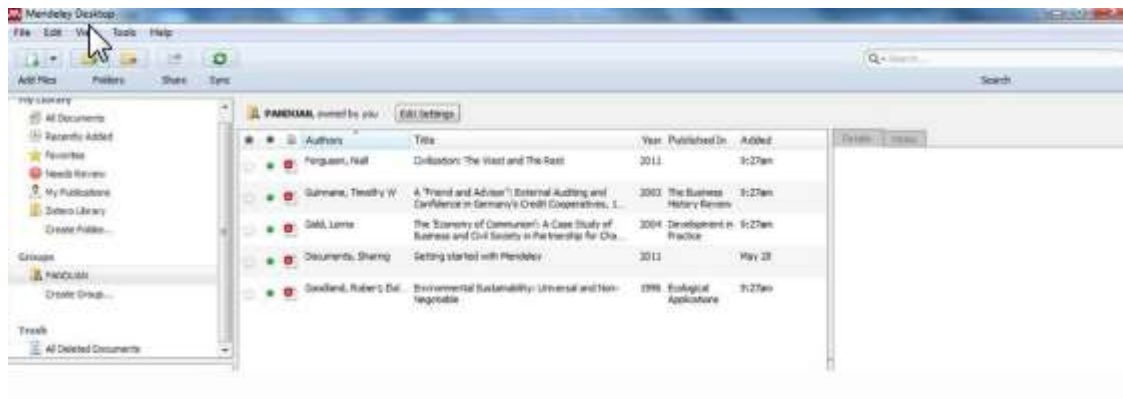 Mendeley Desktop
File Edit Tools Help
Add Files Folders Share Sync
Search...
Search
My Library
All Documents
Recently Added
Favorites
Needs Review
My Publications
Zotero Library
Create Folder...
Groups
PANDUAN
Create Group...
Trash
All Deleted Documents
PANDUAN, owned by you Edit Settings
Authors Title Year Published In Added
Ferguson, Niall Civilization: The West and The Rest 2011 9:27am
Guinnane, Timothy W A "Friend and Advisor": External Auditing and 2003 The Business 9:27am
Confidence in Germany's Credit Cooperatives, 1... History Review
Gold, Lorna The 'Economy of Communion': A Case Study of 2004 Development in 9:27am
Business and Civil Society in Partnership for Cha... Practice
Documents, Sharing Getting started with Mendeley 2011 May 28
Goodland, Robert; Dal Environmental Sustainability: Universal and Non- 1996 Ecological 9:27am
Negotiable Applications
Details Notes